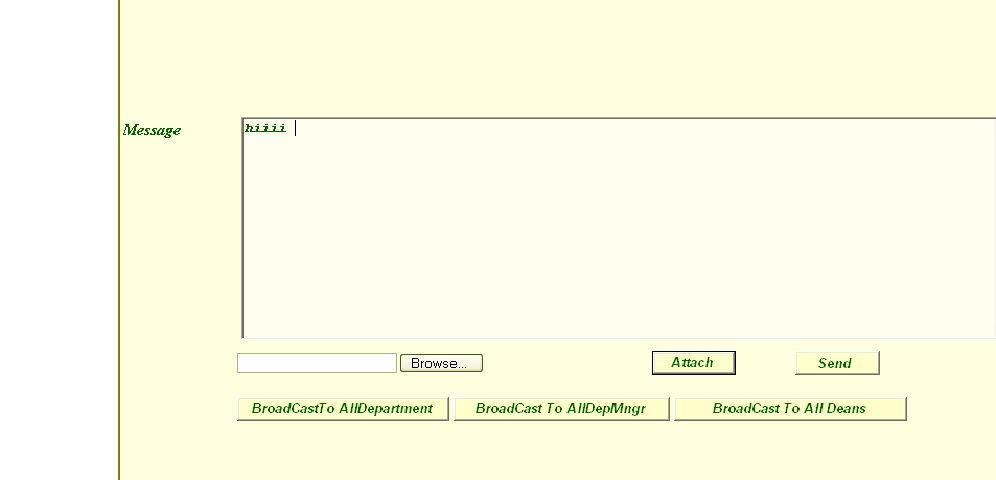 Message
hiiii
Browse... Attach Send
BroadCastTo AllDepartment BroadCast To AllDepMngr BroadCast To All Deans